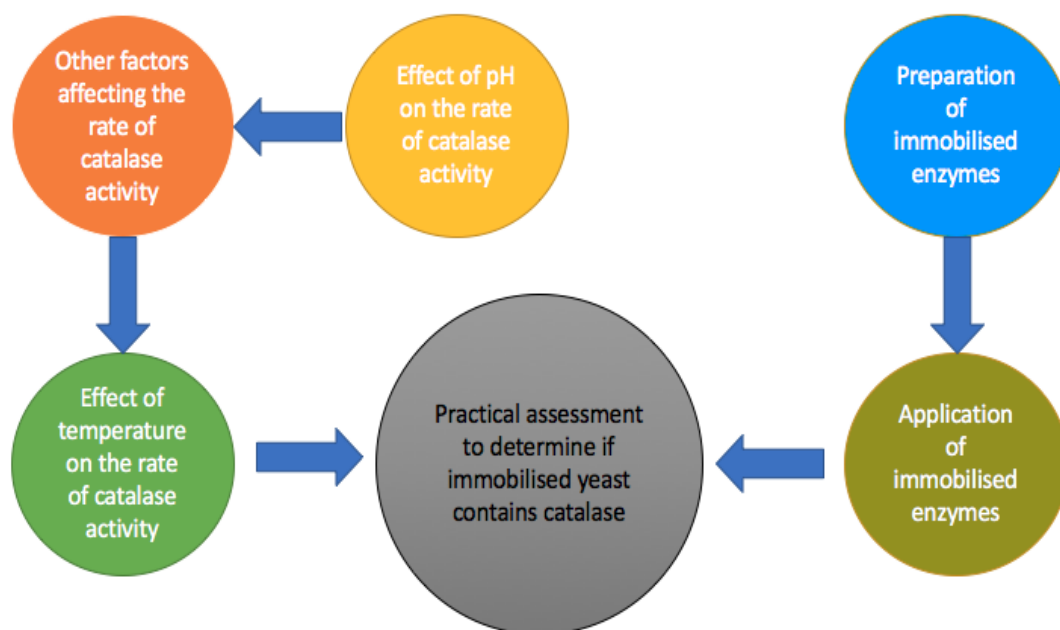 Other factors
affecting the
rate of
catalase
activity
Effect of pH
on the rate
of catalase
activity
Preparation
of
immobilised
enzymes
Effect of
temperature
on the rate
of catalase
activity
Practical assessment
to determine if
immobilised yeast
contains catalase
Application
of
immobilised
enzymes